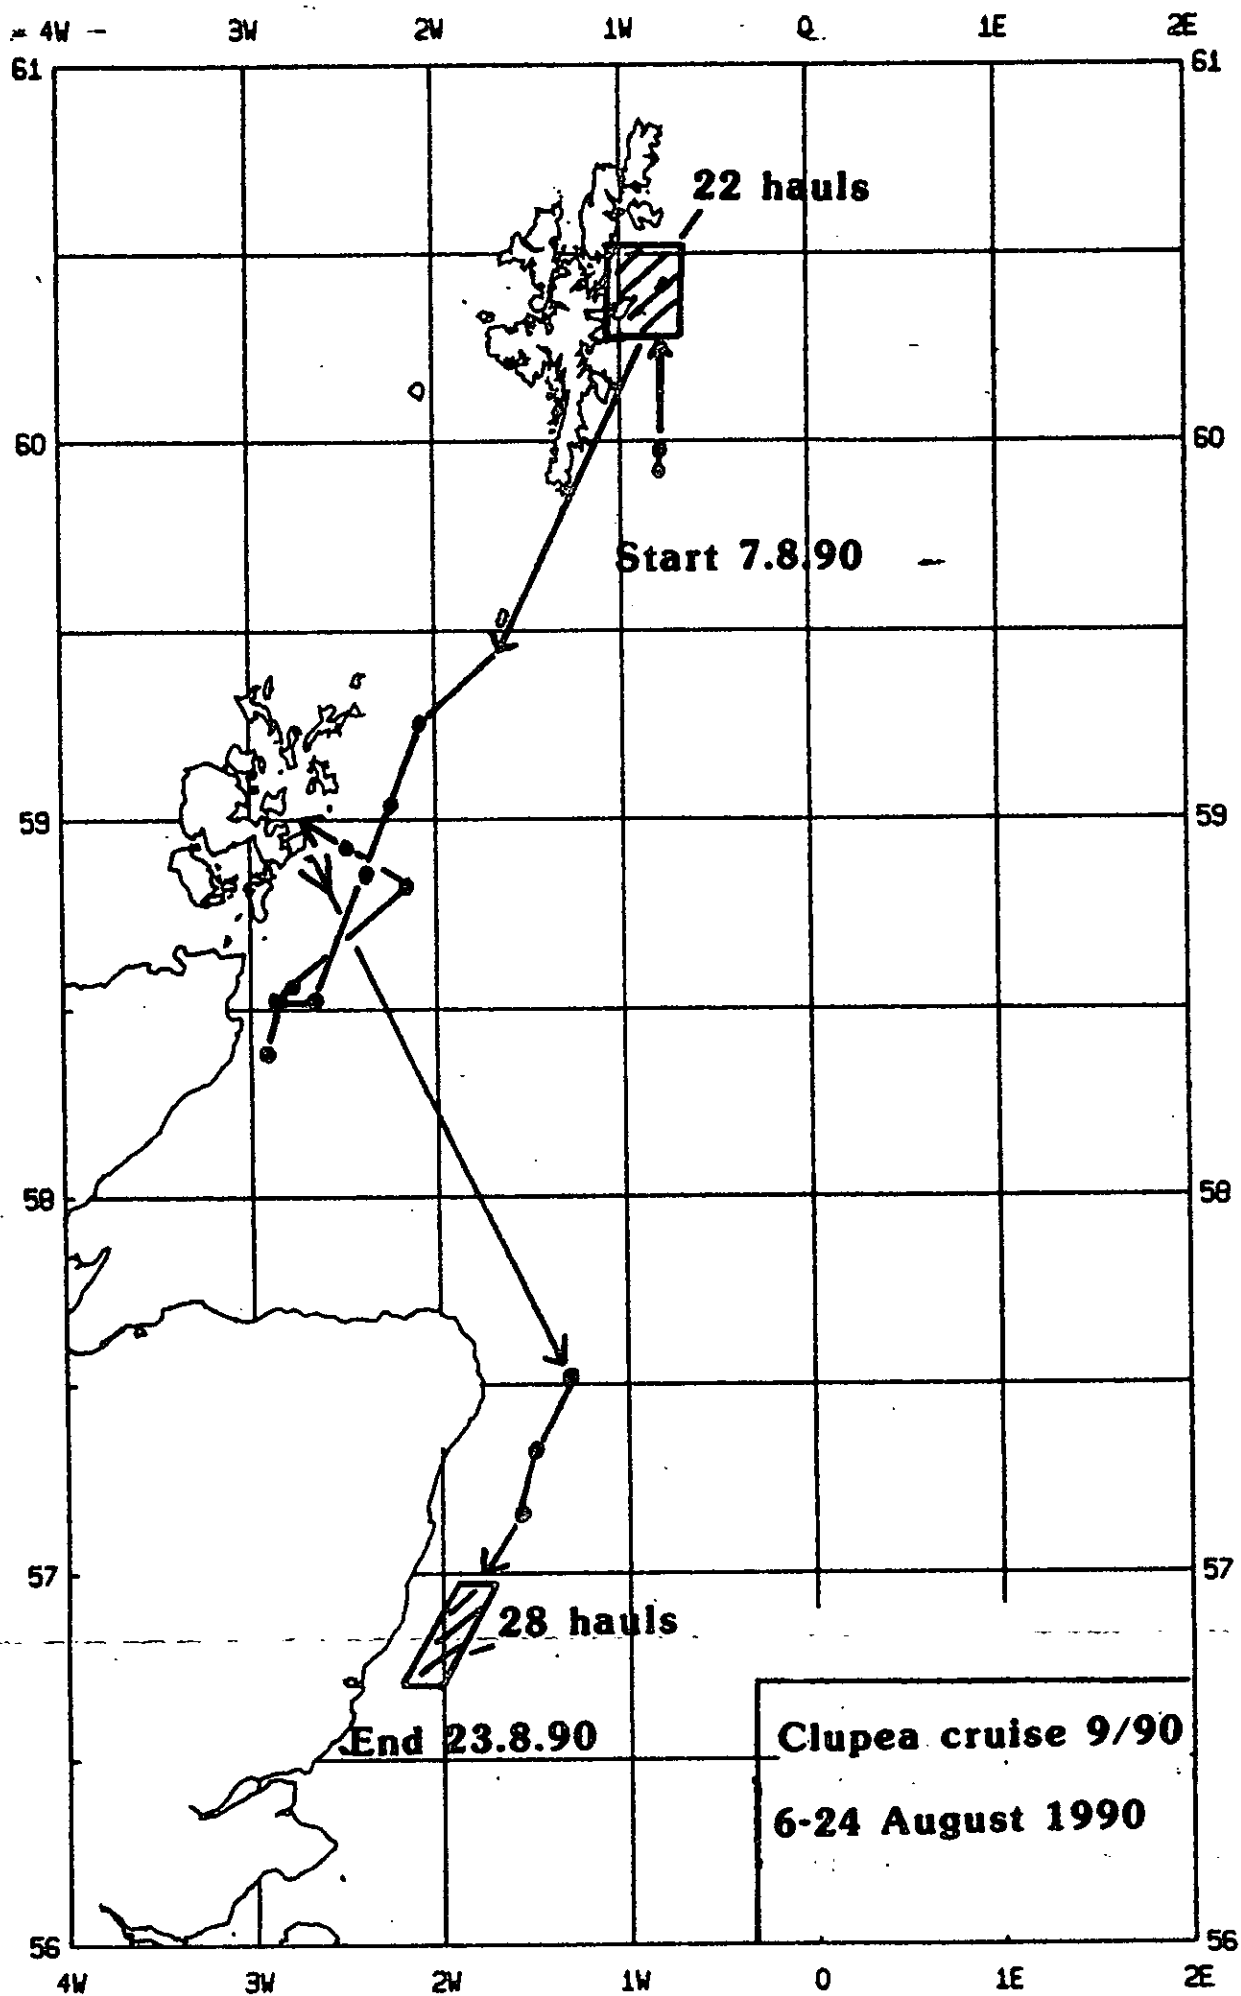 4W 3W 2W 1W 0 1E 2E
61 61
22 hauls
60 60
Start 7.8.90
59 59
58 58
57 57
28 hauls
End 23.8.90
Clupea cruise 9/90
6-24 August 1990
56 56
4W 3W 2W 1W 0 1E 2E